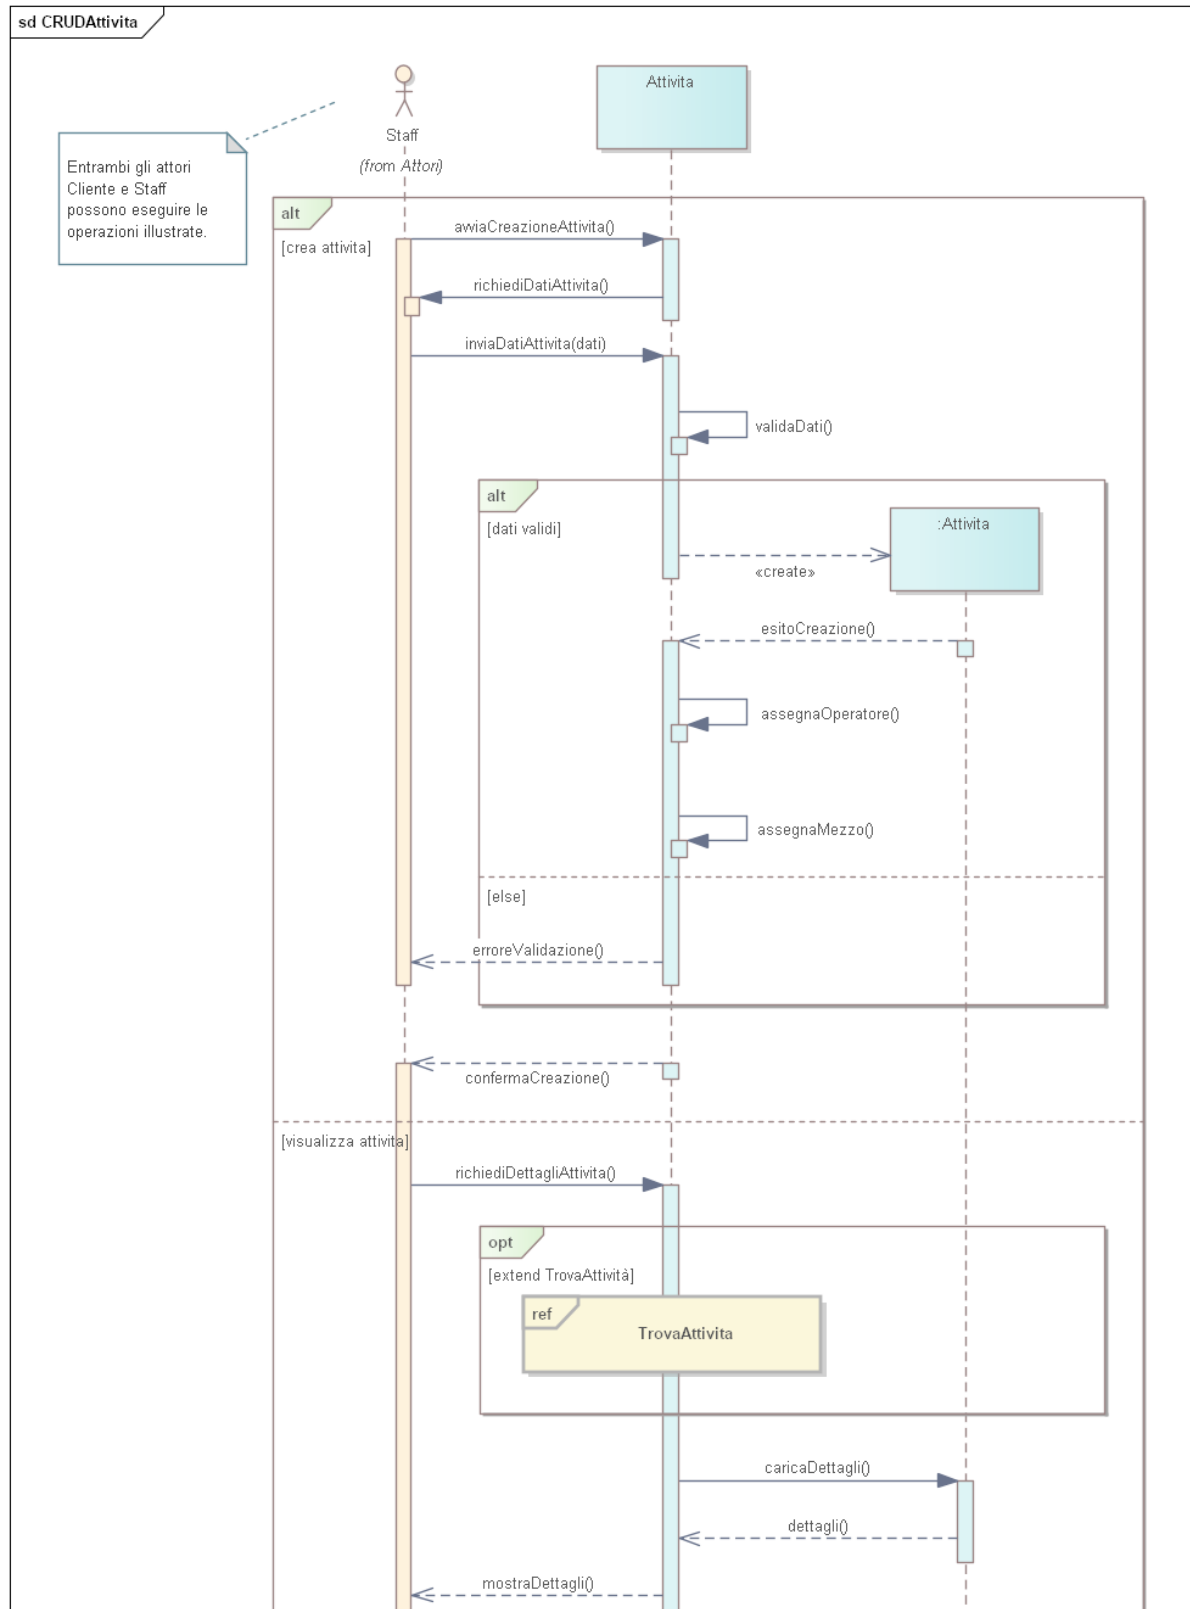 sd CRUDAttivita
Attivita
Staff
(from Attori)
Entrambi gli attori
Cliente e Staff
possono eseguire le
operazioni illustrate.
alt
[crea attivita]
avviaCreazioneAttivita()
richiediDatiAttivita()
inviaDatiAttivita(dati)
validaDati()
alt
[dati validi]
:Attivita
«create»
esitoCreazione()
assegnaOperatore()
assegnaMezzo()
[else]
erroreValidazione()
confermaCreazione()
[visualizza attivita]
richiediDettagliAttivita()
opt
[extend TrovaAttività]
ref
TrovaAttivita
caricaDettagli()
dettagli()
mostraDettagli()